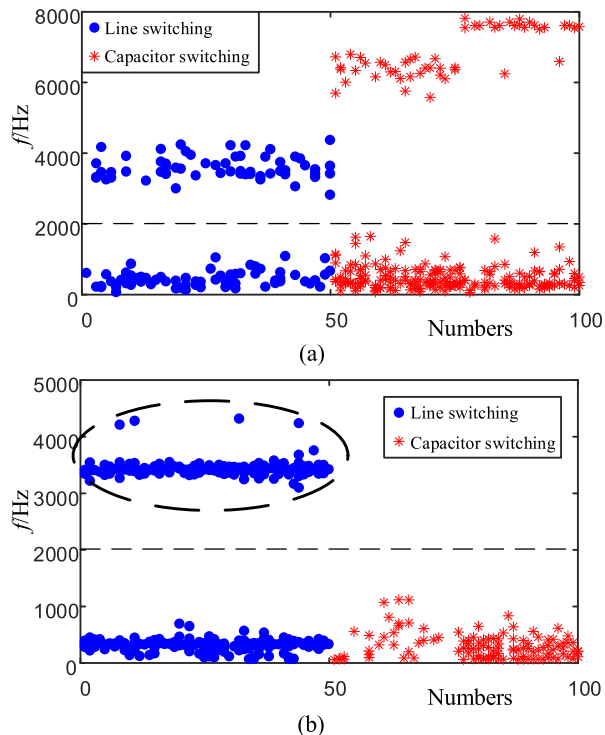 8000
Line switching
Capacitor switching
6000
f/Hz
4000
2000
0
0
50
100
Numbers
(a)
5000
Line switching
Capacitor switching
4000
f/Hz
3000
2000
1000
0
0
50
100
Numbers
(b)